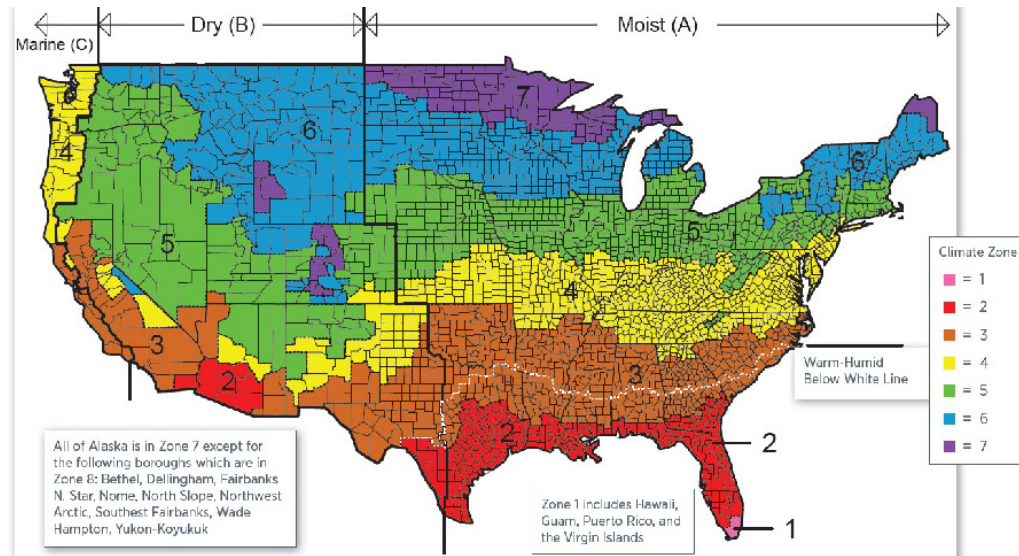 Marine (C)
Dry (B)
Moist (A)
7
6
6
4
5
5
4
3
3
2
2
2
1
Climate Zone
= 1
= 2
= 3
= 4
= 5
= 6
= 7
Warm-Humid
Below White Line
All of Alaska is in Zone 7 except for
the following boroughs which are in
Zone 8: Bethel, Dellingham, Fairbanks
N. Star, Nome, North Slope, Northwest
Arctic, Southest Fairbanks, Wade
Hampton, Yukon-Koyukuk
Zone 1 includes Hawaii,
Guam, Puerto Rico, and
the Virgin Islands